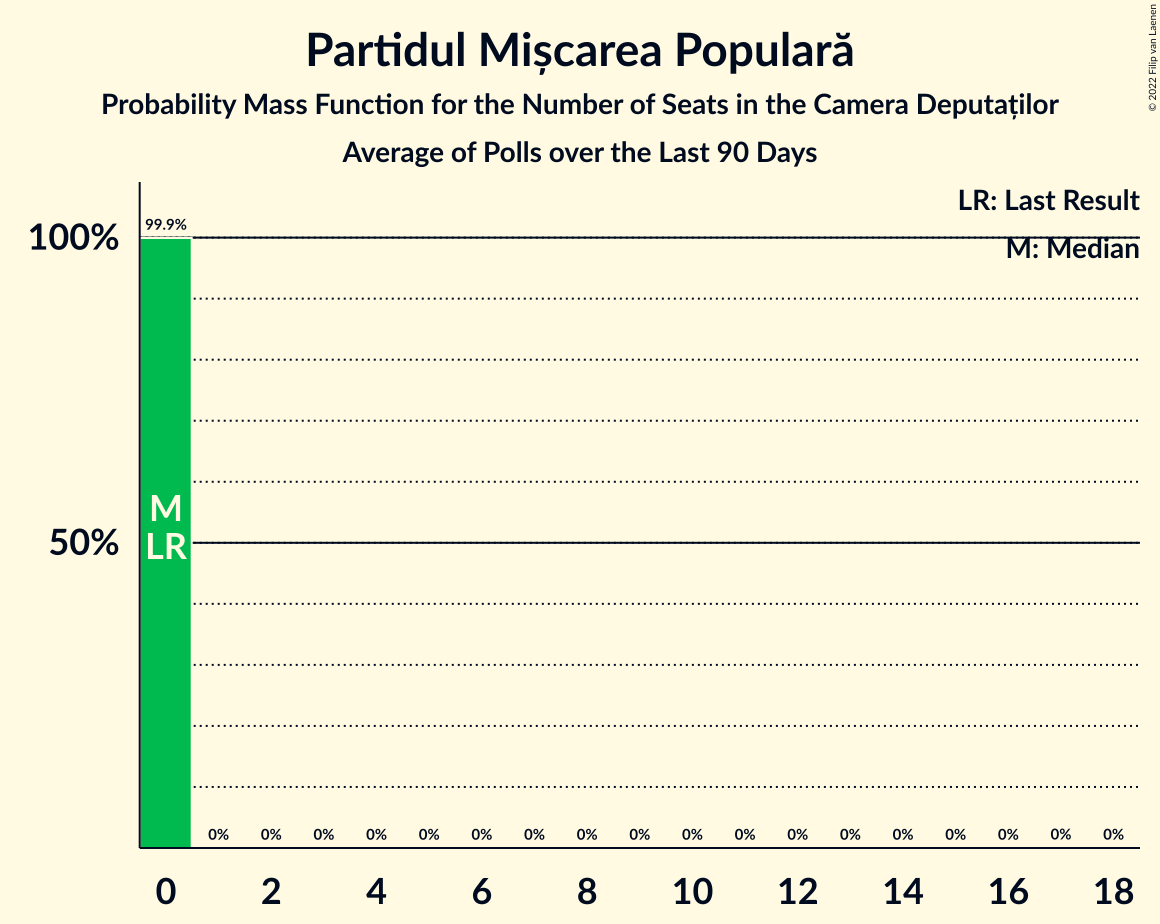 Partidul Mișcarea Populară
Probability Mass Function for the Number of Seats in the Camera Deputaților
Average of Polls over the Last 90 Days
© 2022 Filip van Laenen
LR: Last Result
M: Median
100%
50%
99.9%
M
LR
0% 0% 0% 0% 0% 0% 0% 0% 0% 0% 0% 0% 0% 0% 0% 0% 0% 0%
0 2 4 6 8 10 12 14 16 18